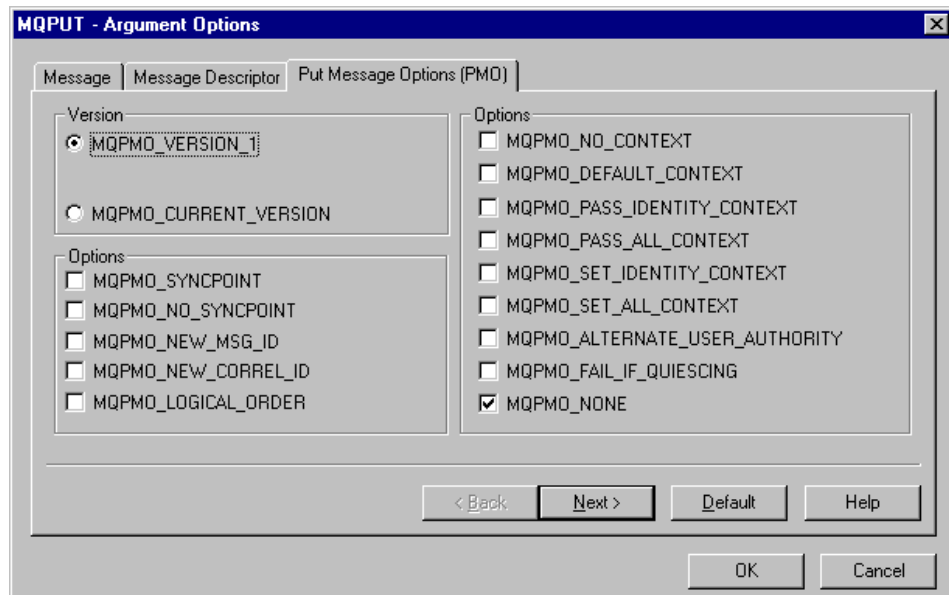 MQPUT - Argument Options
Message
Message Descriptor
Put Message Options (PMO)
Version
MQPMO_VERSION_1
MQPMO_CURRENT_VERSION
Options
MQPMO_SYNCPOINT
MQPMO_NO_SYNCPOINT
MQPMO_NEW_MSG_ID
MQPMO_NEW_CORREL_ID
MQPMO_LOGICAL_ORDER
Options
MQPMO_NO_CONTEXT
MQPMO_DEFAULT_CONTEXT
MQPMO_PASS_IDENTITY_CONTEXT
MQPMO_PASS_ALL_CONTEXT
MQPMO_SET_IDENTITY_CONTEXT
MQPMO_SET_ALL_CONTEXT
MQPMO_ALTERNATE_USER_AUTHORITY
MQPMO_FAIL_IF_QUIESCING
MQPMO_NONE
< Back
Next >
Default
Help
OK
Cancel